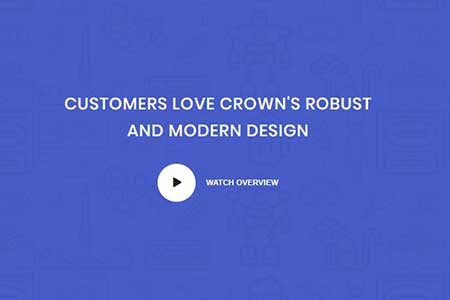 CUSTOMERS LOVE CROWN'S ROBUST
AND MODERN DESIGN
WATCH OVERVIEW